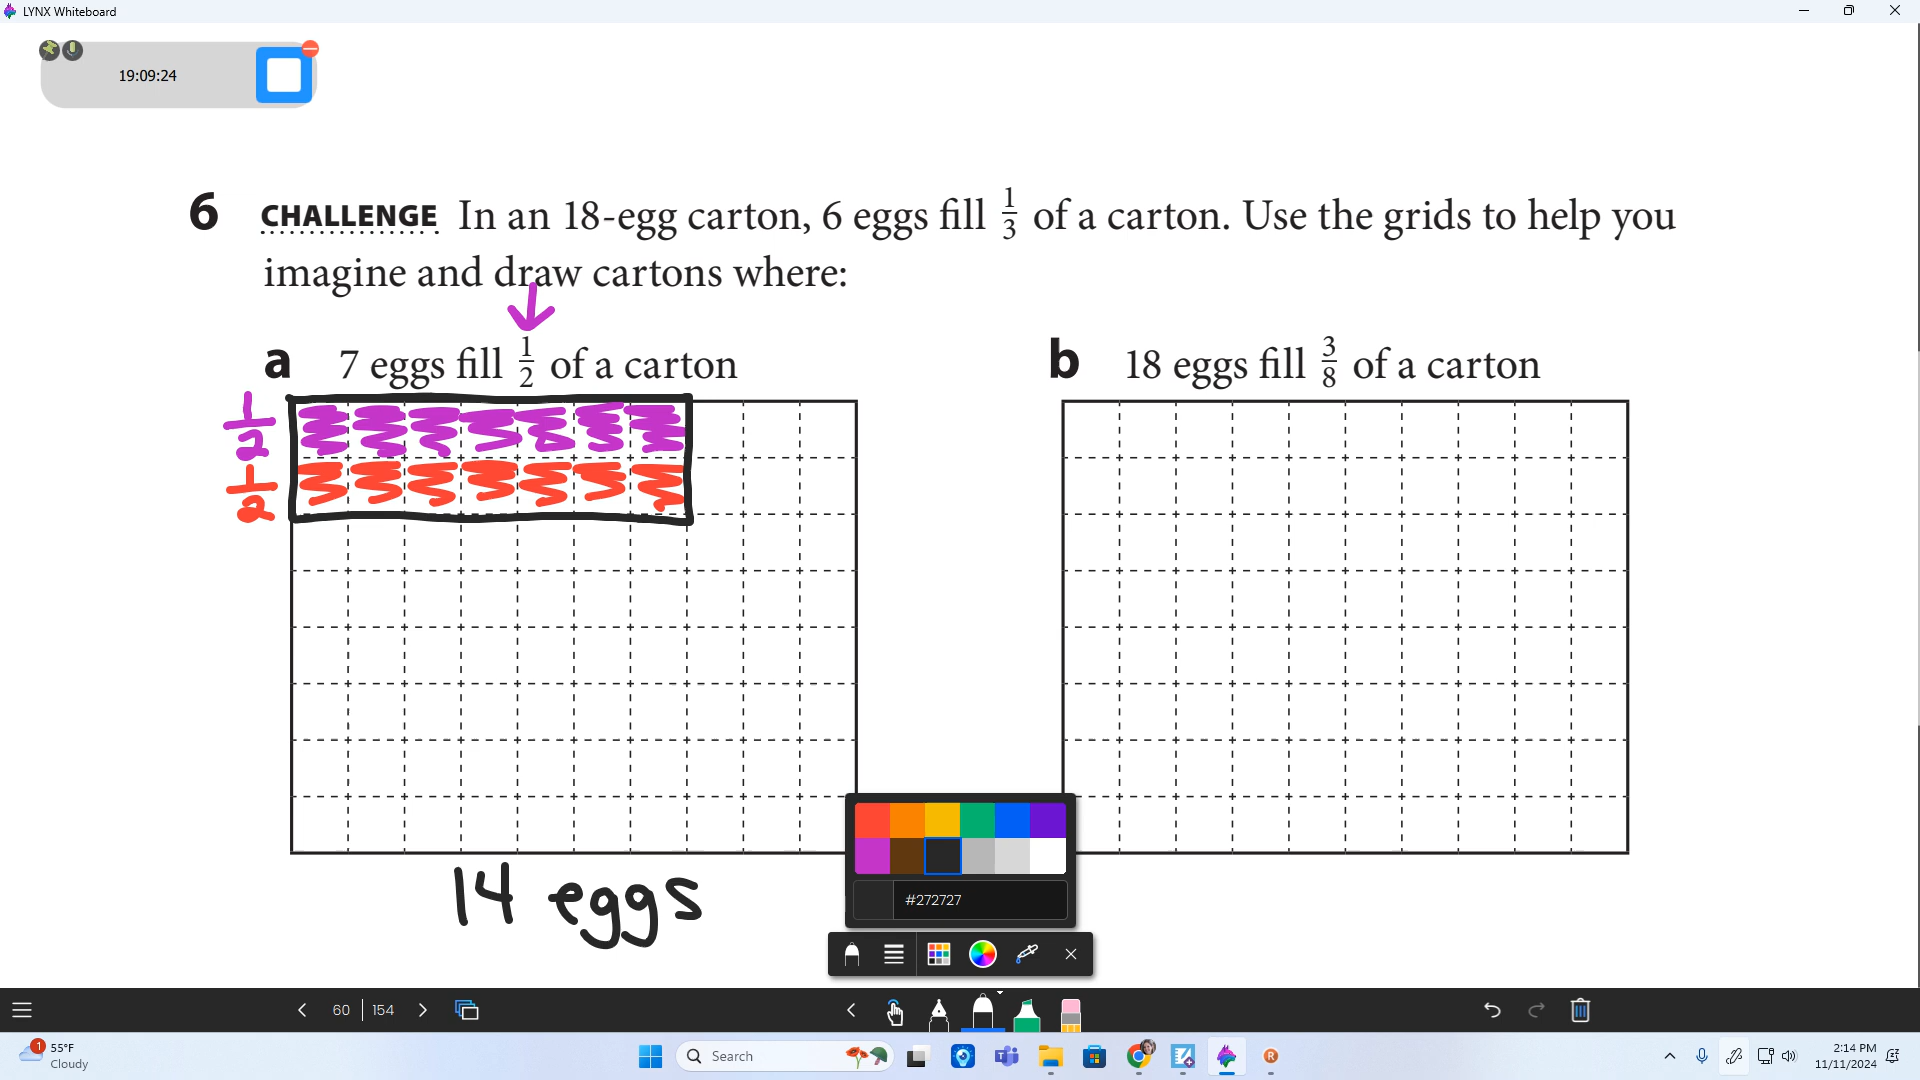 LYNX Whiteboard
19:09:24
6 CHALLENGE In an 18-egg carton, 6 eggs fill 1/3 of a carton. Use the grids to help you
imagine and draw cartons where:
a 7 eggs fill 1/2 of a carton
b 18 eggs fill 3/8 of a carton
1/2
1/2
14 eggs
#272727
60 154
1
55°F
Cloudy
Search
R
2:14 PM
11/11/2024